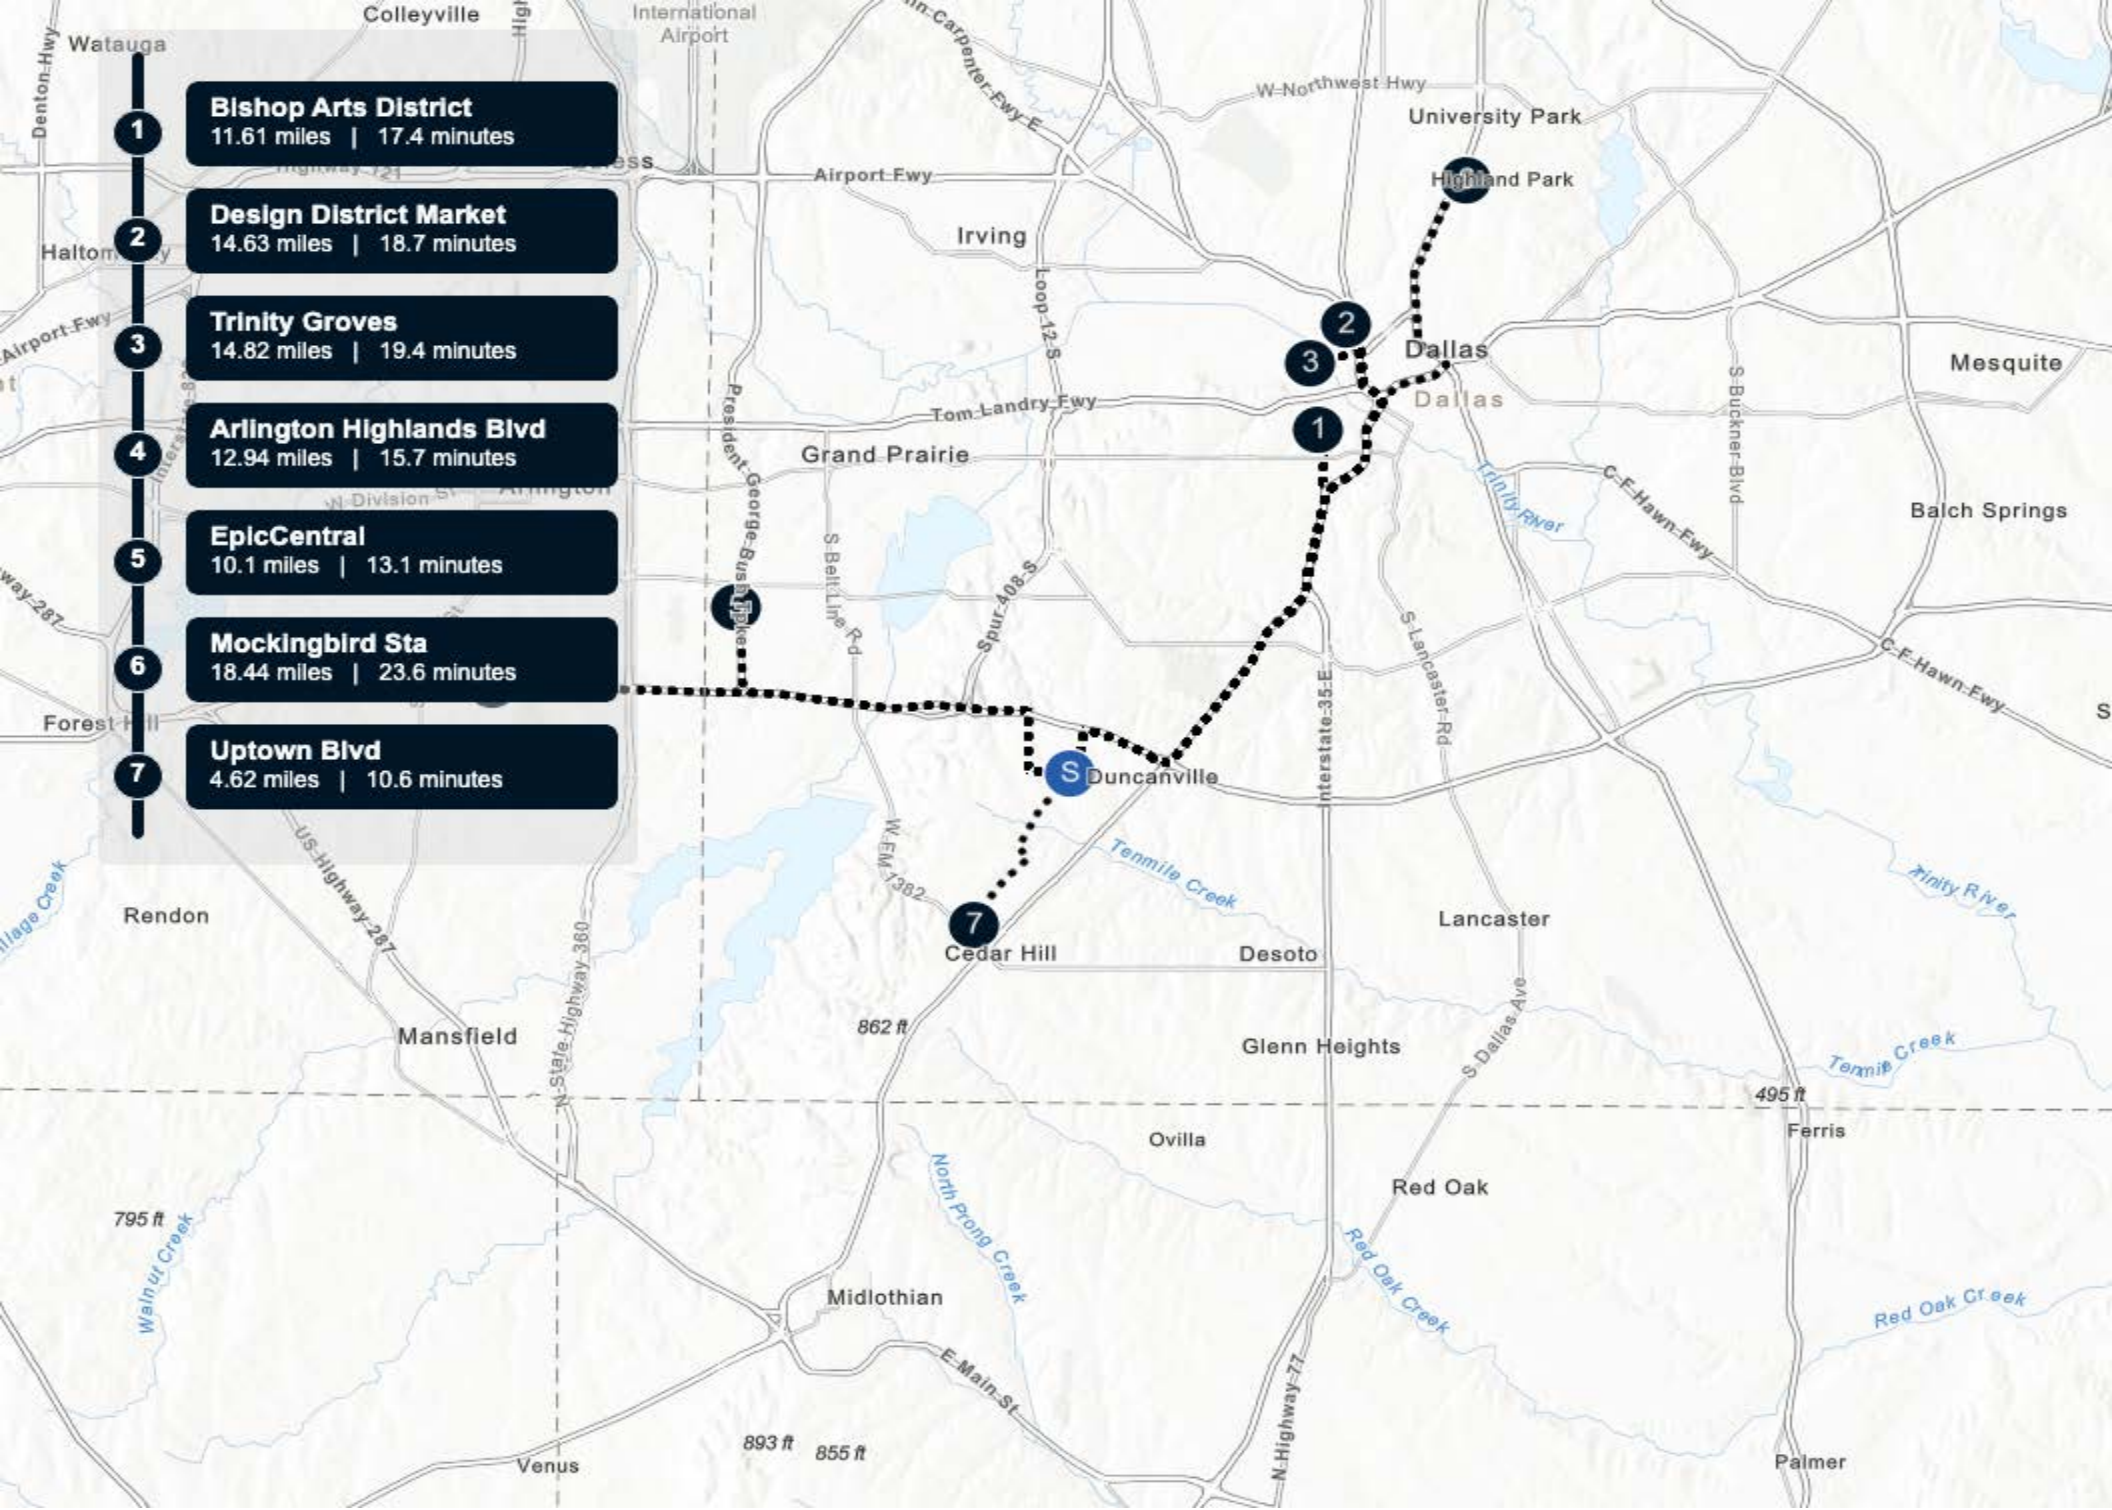 Colleyville
International
Airport
Watauga
Denton Hwy
1
Bishop Arts District
11.61 miles | 17.4 minutes
2
Design District Market
14.63 miles | 18.7 minutes
3
Trinity Groves
14.82 miles | 19.4 minutes
4
Arlington Highlands Blvd
12.94 miles | 15.7 minutes
5
EpicCentral
10.1 miles | 13.1 minutes
6
Mockingbird Sta
18.44 miles | 23.6 minutes
7
Uptown Blvd
4.62 miles | 10.6 minutes
Airport Fwy
W Division St
Arlington
Forest Hill
W Northwest Hwy
University Park
Highland Park
Airport Fwy
Irving
Loop 12 S
2
3
Dallas
Dallas
1
Tom Landry Fwy
Grand Prairie
President George Bush Tpke
S Belt Line Rd
Spur 408 S
Mesquite
S Buckner Blvd
Trinity River
C F Hawn Fwy
Balch Springs
C F Hawn Fwy
S Lancaster Rd
Interstate 35 E
S
Duncanville
W FM 1382
Tenmile Creek
7
Cedar Hill
Desoto
Lancaster
Trinity River
Rendon
US Highway 287
N State Highway 360
Mansfield
862 ft
Glenn Heights
S Dallas Ave
Tenmile Creek
495 ft
Ferris
Ovilla
Red Oak
North Prong Creek
Red Oak Creek
Red Oak Creek
795 ft
Walnut Creek
Midlothian
E Main St
N Highway 77
893 ft
855 ft
Venus
Palmer